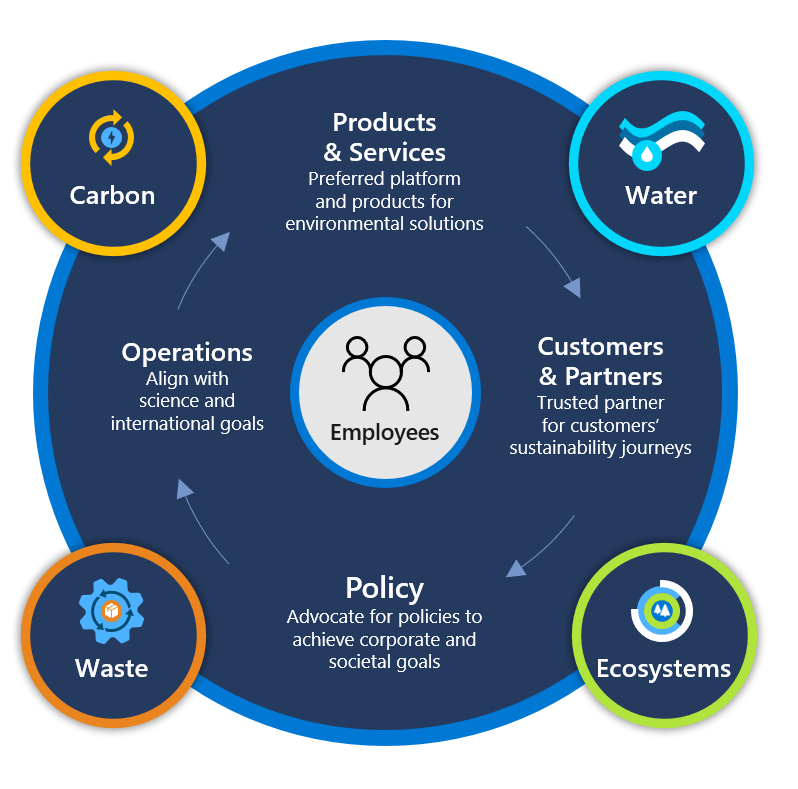 Carbon
Products
& Services
Preferred platform
and products for
environmental solutions
Water
Operations
Align with
science and
international goals
Employees
Customers
& Partners
Trusted partner
for customers’
sustainability journeys
Waste
Policy
Advocate for policies to
achieve corporate and
societal goals
Ecosystems